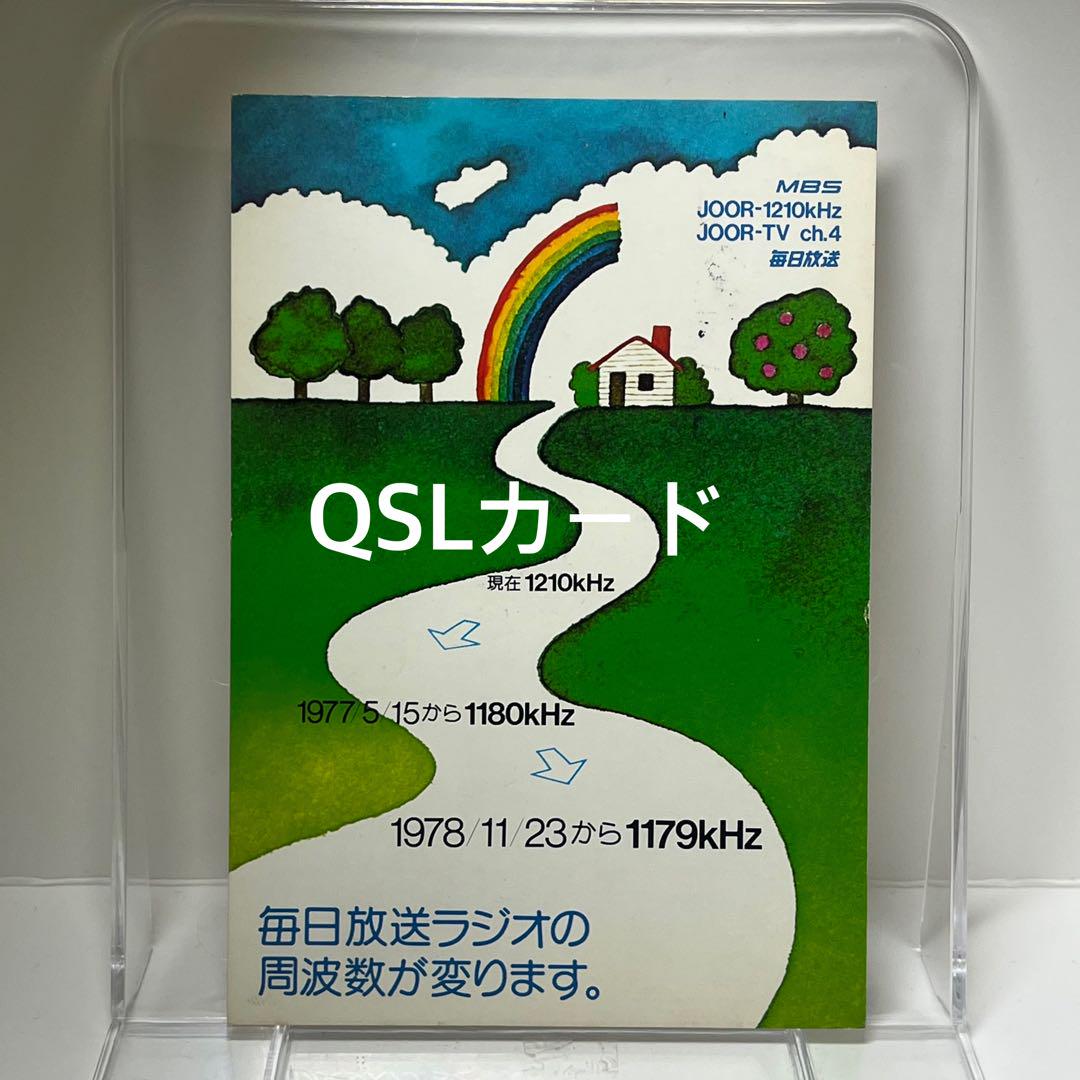 MBS
JOOR-1210kHz
JOOR-TV ch.4
毎日放送
QSLカード
現在 1210kHz
1977/5/15から1180kHz
1978/11/23から1179kHz
毎日放送ラジオの
周波数が変ります。